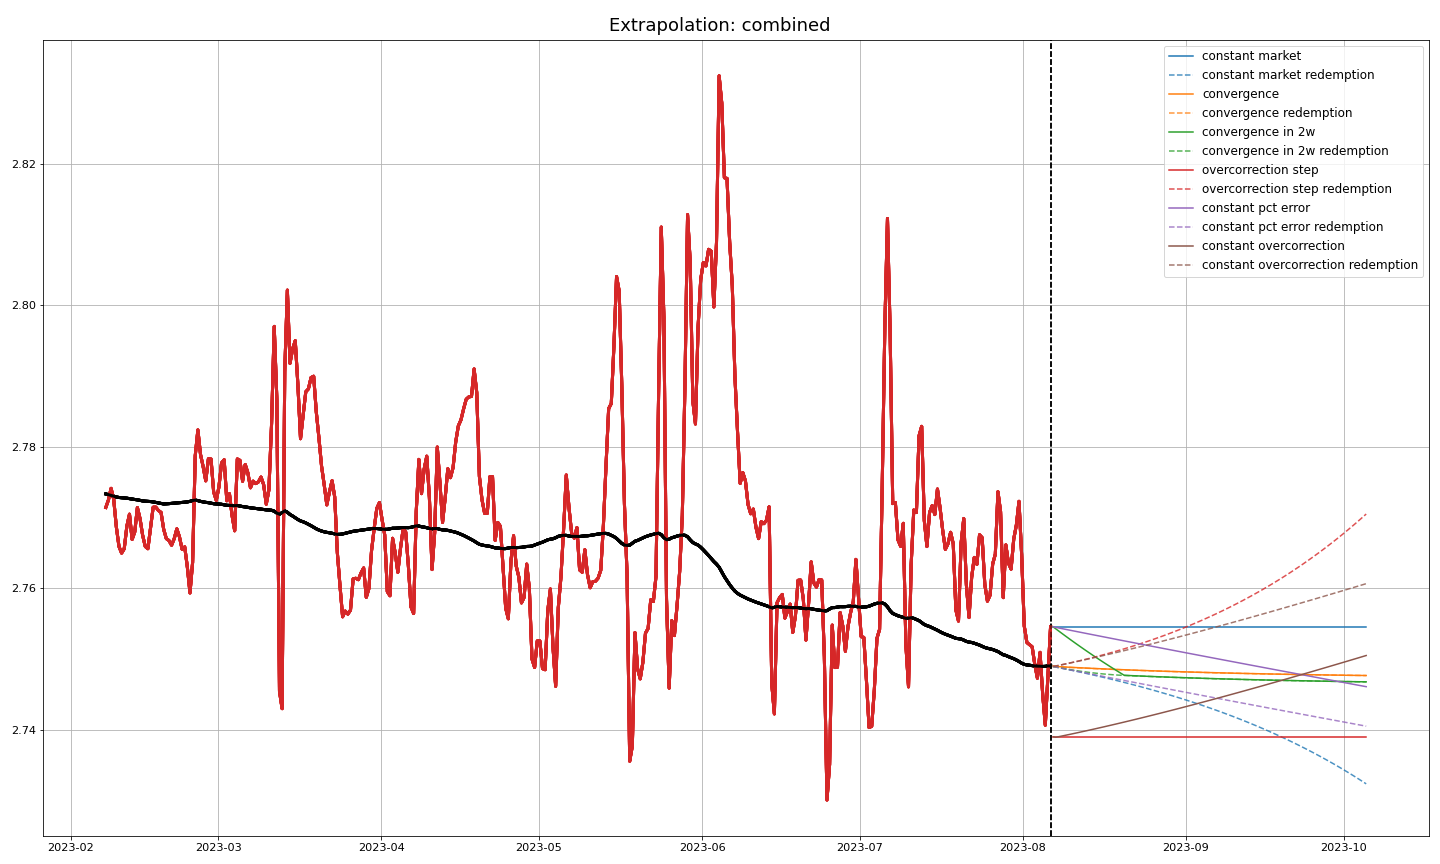 Extrapolation: combined
constant market
constant market redemption
convergence
convergence redemption
convergence in 2w
convergence in 2w redemption
overcorrection step
overcorrection step redemption
constant pct error
constant pct error redemption
constant overcorrection
constant overcorrection redemption
2.82
2.80
2.78
2.76
2.74
2023-02 2023-03 2023-04 2023-05 2023-06 2023-07 2023-08 2023-09 2023-10